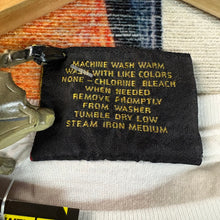 MACHINE WASH WARM
WASH WITH LIKE COLORS
NONE - CHLORINE BLEACH
WHEN NEEDED
REMOVE PROMPTLY
FROM WASHER
TUMBLE DRY LOW
STEAM IRON MEDIUM